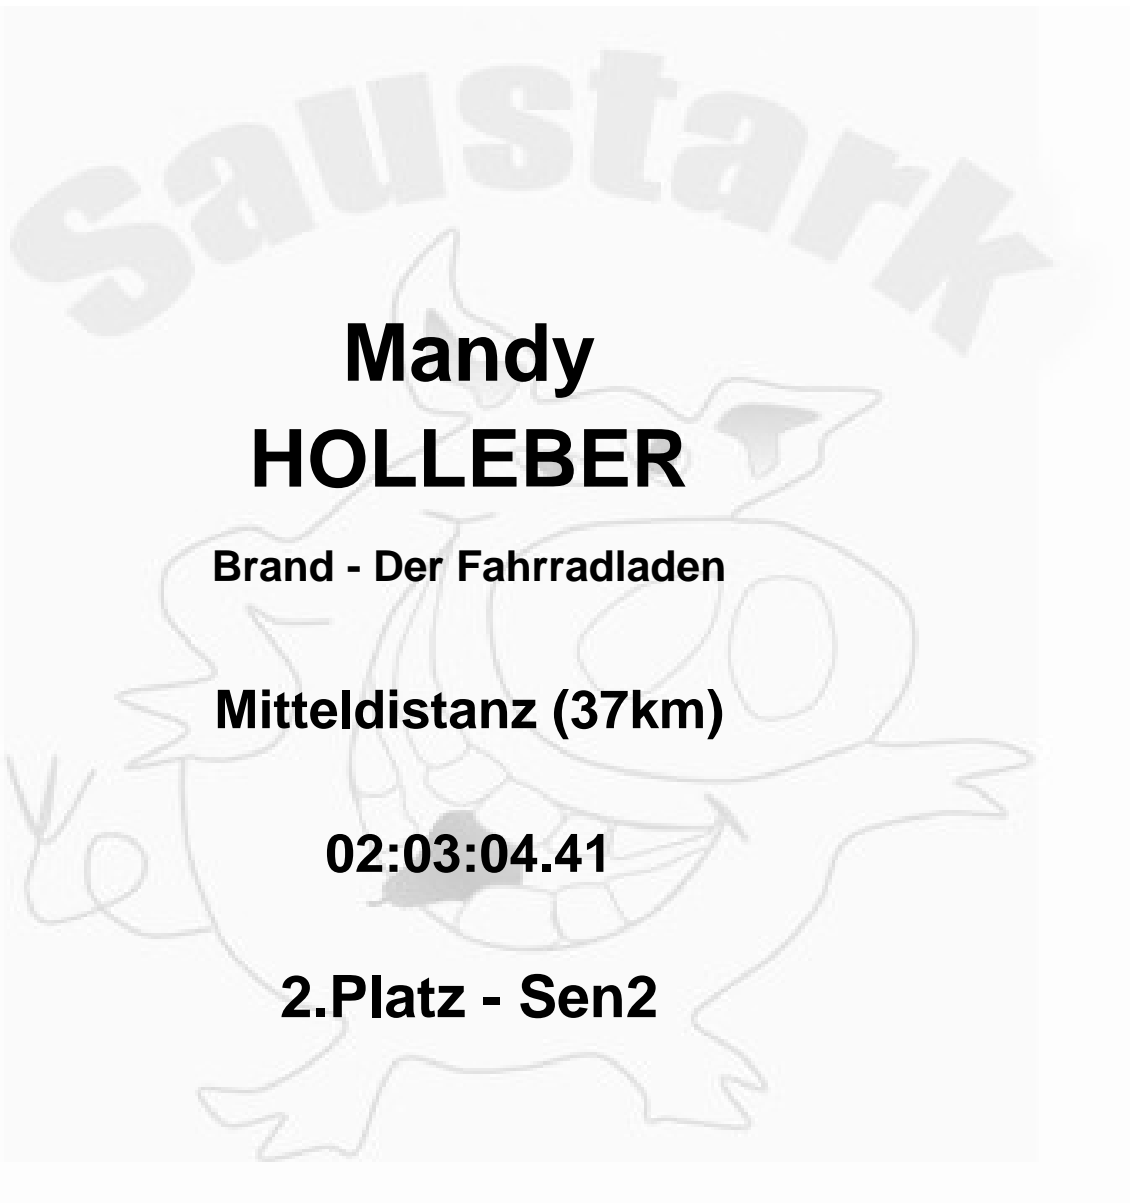 Saustark
Mandy
HOLLEBER
Brand - Der Fahrradladen
Mitteldistanz (37km)
02:03:04.41
2.Platz - Sen2